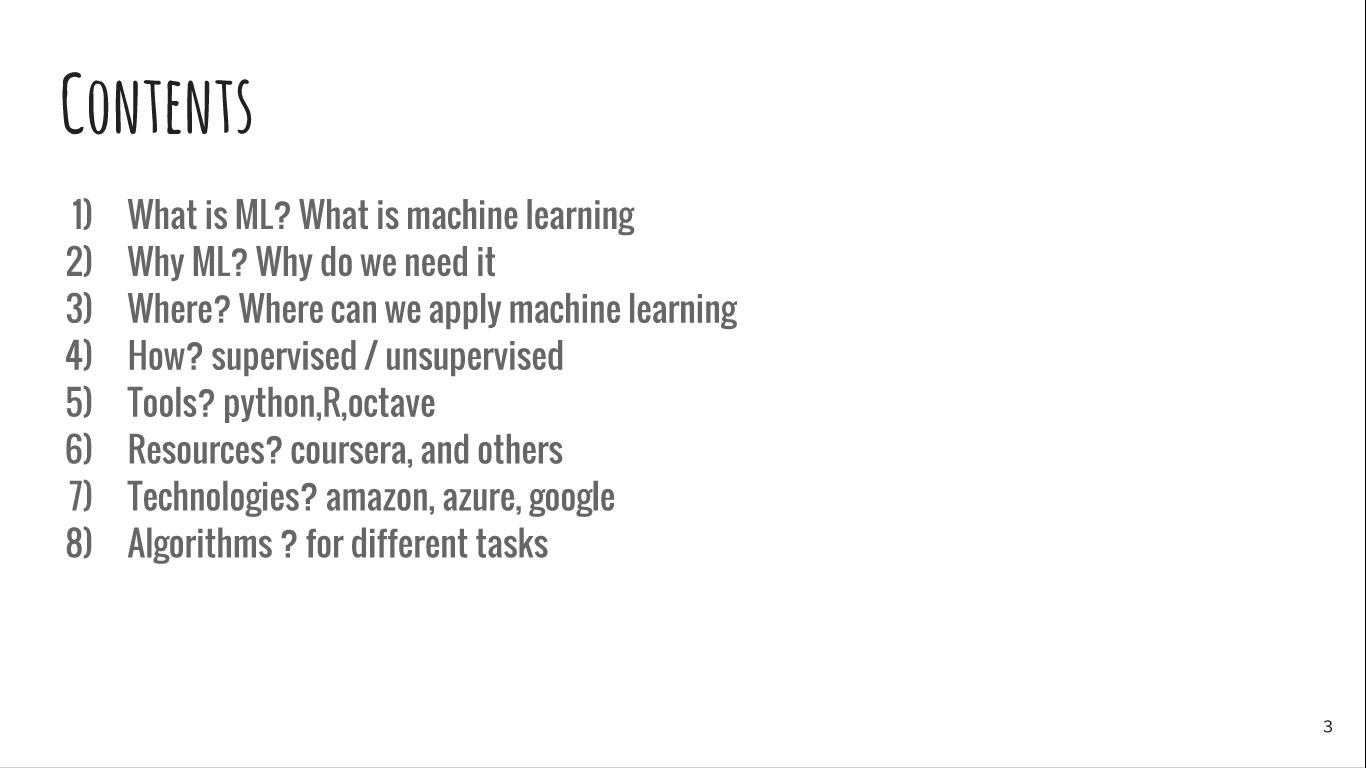 Contents
1) What is ML? What is machine learning
2) Why ML? Why do we need it
3) Where? Where can we apply machine learning
4) How? supervised / unsupervised
5) Tools? python,R,octave
6) Resources? coursera, and others
7) Technologies? amazon, azure, google
8) Algorithms ? for different tasks
3